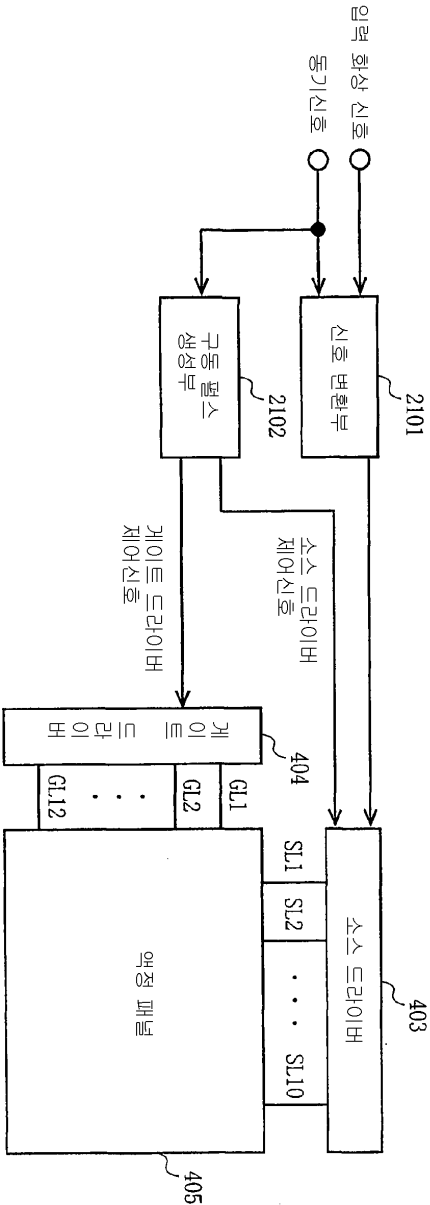 입력 화상 신호
동기신호
신호 변환부
2101
구동 펄스
생성부
2102
소스 드라이버
제어신호
게이트 드라이버
제어신호
소스 드라이버
403
게이트 드라이버
404
GL1
GL2
· · ·
GL12
SL1
SL2
· · · ·
SL10
액정 패널
405